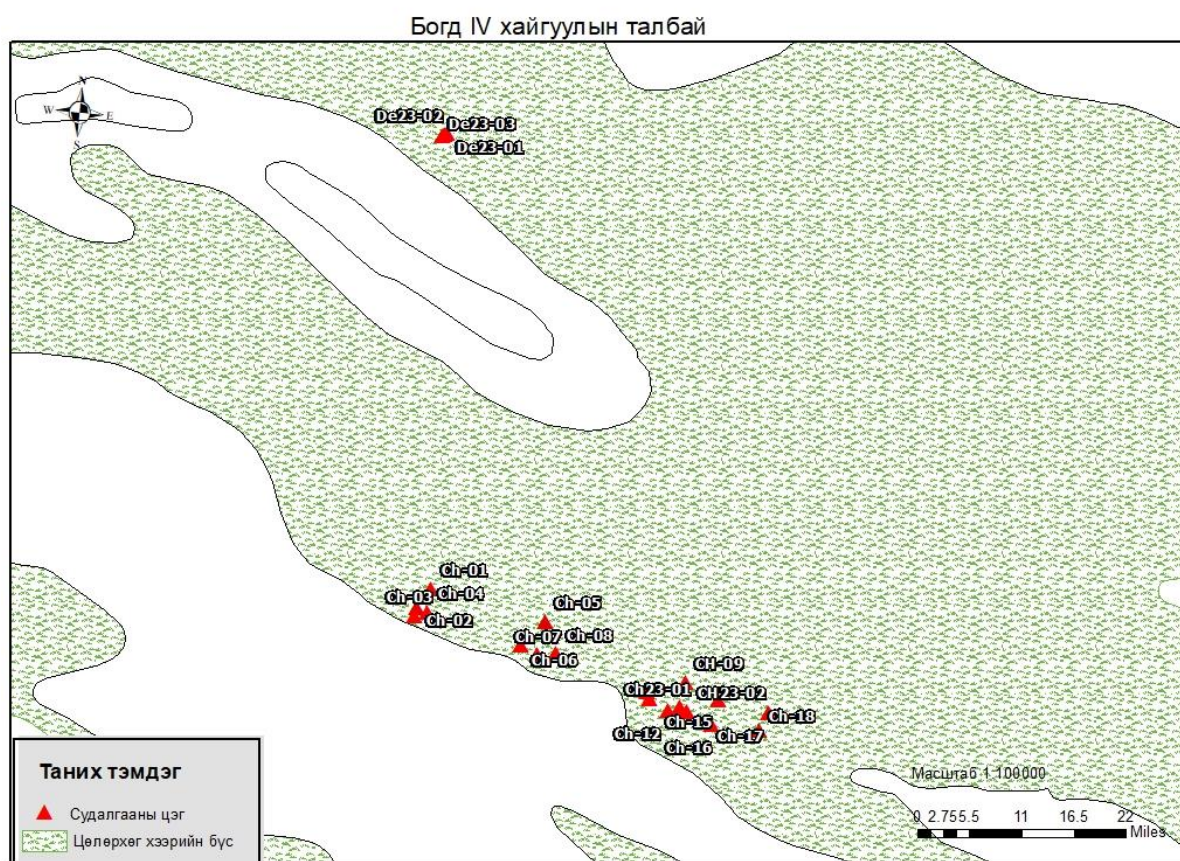 Богд IV хайгуулын талбай
N
W
E
S
De23-02
De23-03
De23-01
Ch-01
Ch-03
Ch-04
Ch-02
Ch-05
Ch-07
Ch-08
Ch-06
CH-09
Ch23-01
CH23-02
Ch-15
Ch-18
Ch-12
Ch-17
Ch-16
Таних тэмдэг
Судалгааны цэг
Цөлөрхөг хээрийн бүс
Масштаб 1:100000
0 2.755.5 11 16.5 22
Miles